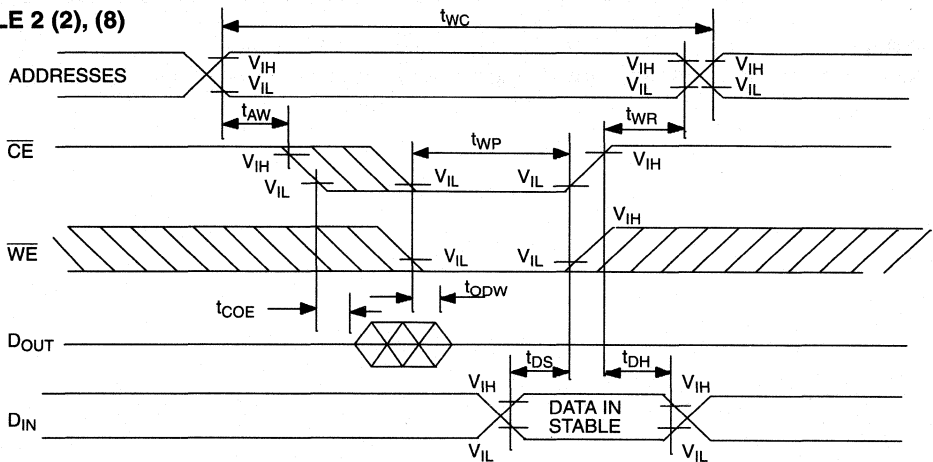 LE 2 (2), (8)
tWC
ADDRESSES
VIH
VIL
VIH
VIL
VIH
VIL
tAW
tWR
CE
VIH
VIL
tWP
VIL
VIL
VIH
WE
VIL
VIL
VIH
tCOE
tODW
DOUT
tDS
tDH
DIN
VIH
VIL
DATA IN
STABLE
VIH
VIL